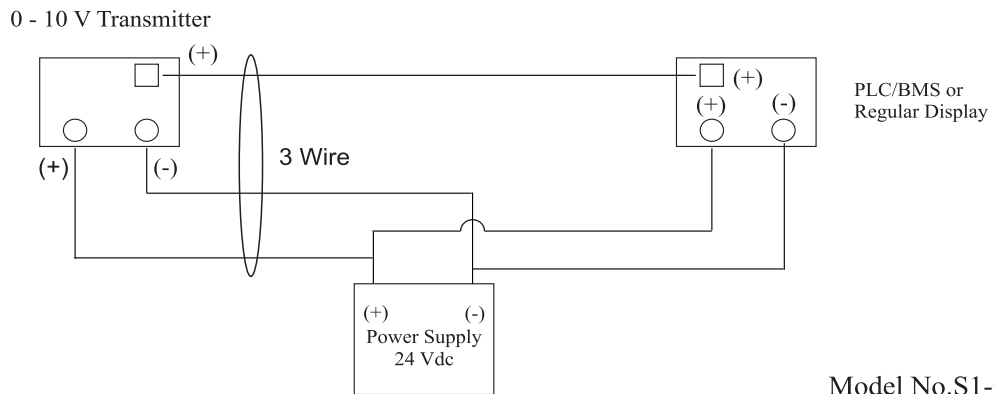 0 - 10 V Transmitter
(+)
(+)
(+)
(-)
PLC/BMS or
Regular Display
(+)
(-)
3 Wire
(+)
(-)
Power Supply
24 Vdc
Model No.S1-